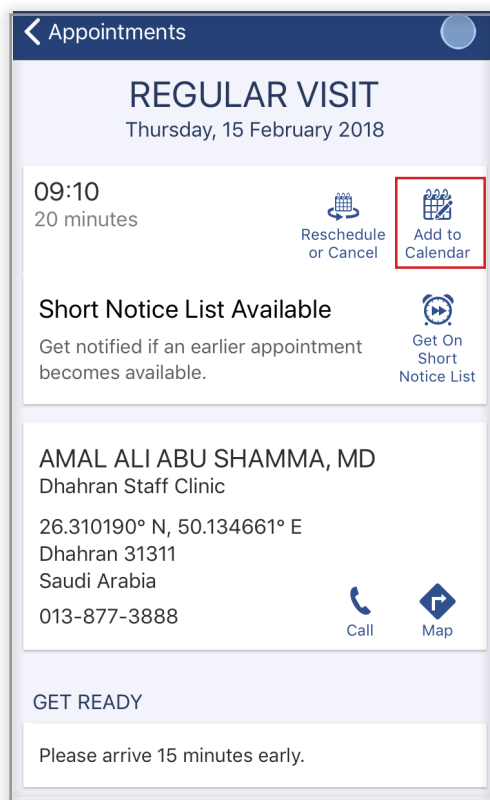 Appointments
REGULAR VISIT
Thursday, 15 February 2018
09:10
20 minutes
Reschedule
or Cancel
Add to
Calendar
Short Notice List Available
Get notified if an earlier appointment
becomes available.
Get On
Short
Notice List
AMAL ALI ABU SHAMMA, MD
Dhahran Staff Clinic
26.310190° N, 50.134661° E
Dhahran 31311
Saudi Arabia
013-877-3888
Call
Map
GET READY
Please arrive 15 minutes early.